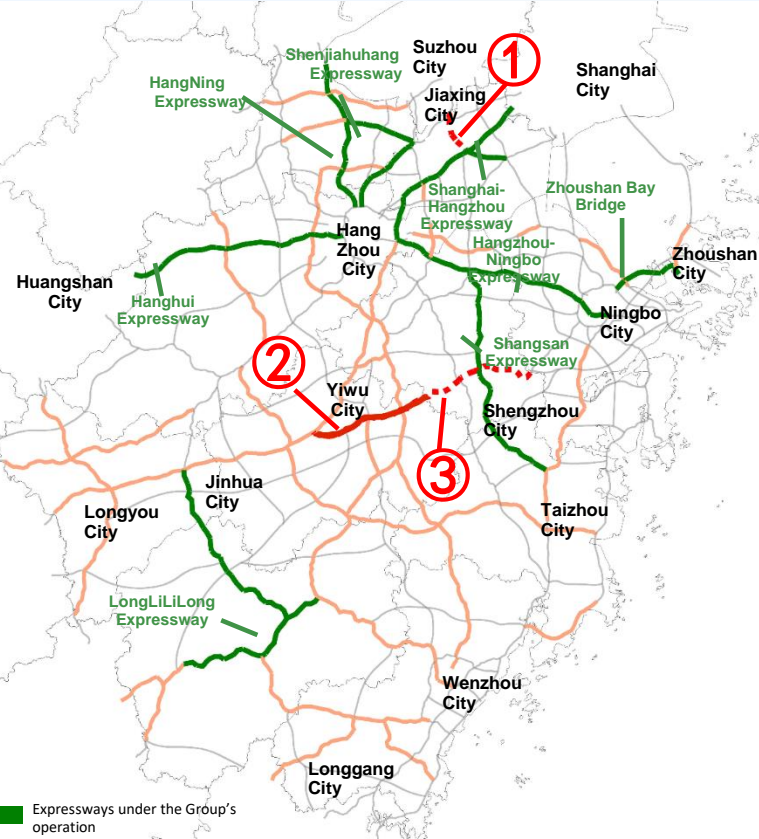 Suzhou
City
①
Shenjiahuhang
Expressway
Shanghai
City
HangNing
Expressway
Jiaxing
City
Shanghai-
Hangzhou
Expressway
Zhoushan Bay
Bridge
Hang
Zhou
City
Hangzhou-
Ningbo
Expressway
Zhoushan
City
Huangshan
City
Hanghui
Expressway
Ningbo
City
②
Shangsan
Expressway
Yiwu
City
Shengzhou
City
③
Jinhua
City
Longyou
City
Taizhou
City
LongLiLiLong
Expressway
Wenzhou
City
Longgang
City
Expressways under the Group's
operation